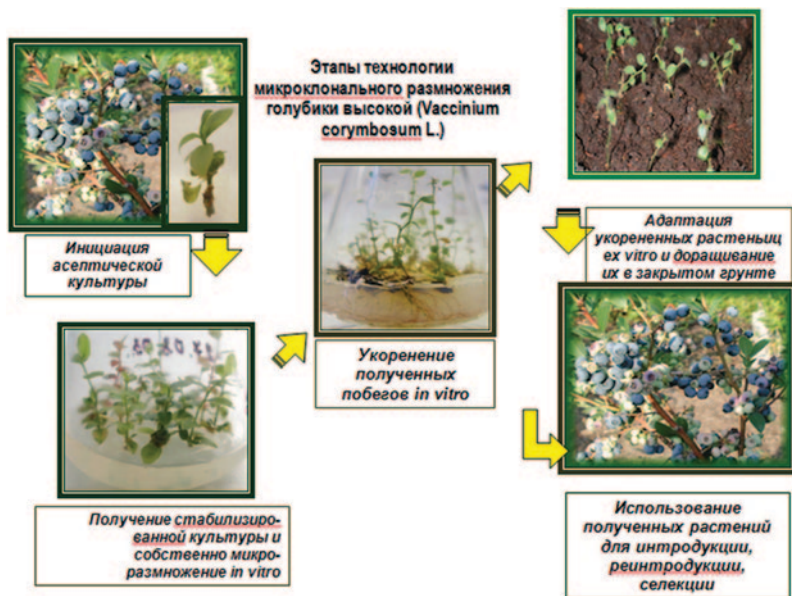 Этапы технологии
микроклонального размножения
голубики высокой (Vaccinium
corymbosum L.)
Инициация
асептической
культуры
Получение стабилизиро-
ванной культуры и
собственно микро-
размножение in vitro
Укоренение
полученных
побегов in vitro
Адаптация
укорененных растеньиц
ex vitro и доращивание
их в закрытом грунте
Использование
полученных растений
для интродукции,
реинтродукции,
селекции